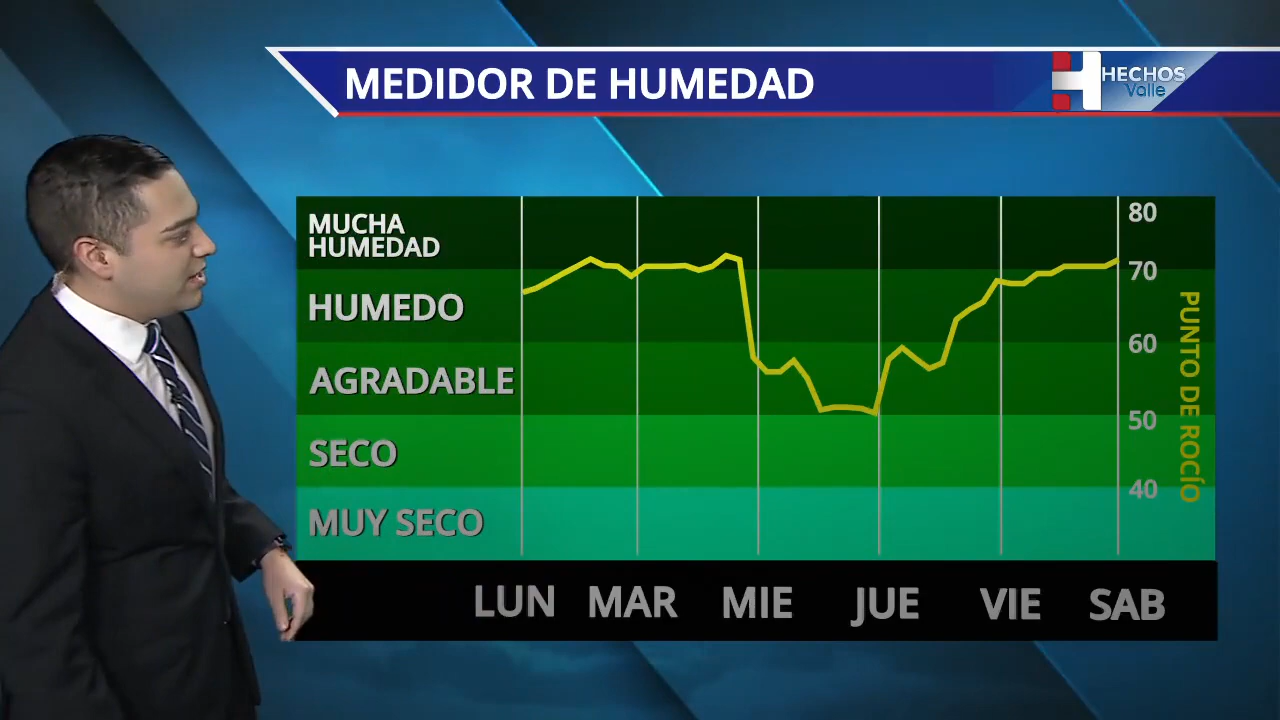 MEDIDOR DE HUMEDAD
HECHOS
Valle
MUCHA
HUMEDAD
HUMEDO
AGRADABLE
SECO
MUY SECO
80
70
60
50
40
PUNTO DE ROCÍO
LUN MAR MIE JUE VIE SAB